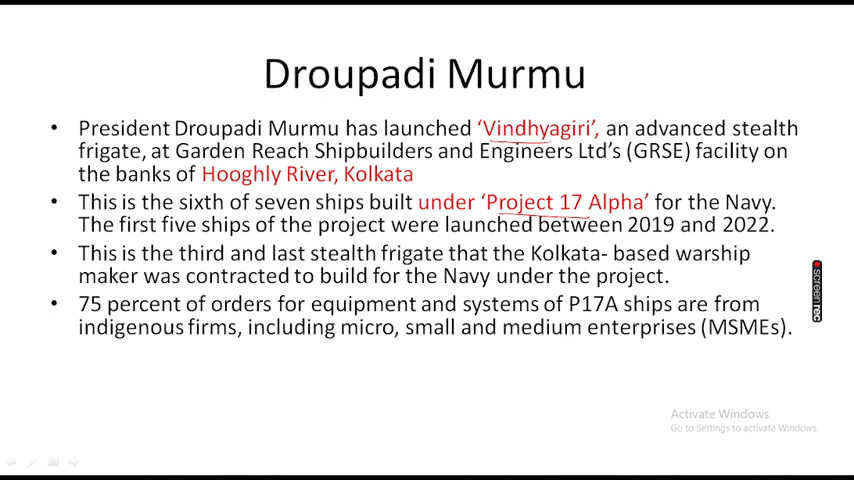 Droupadi Murmu
• President Droupadi Murmu has launched ‘Vindhyagiri’, an advanced stealth
frigate, at Garden Reach Shipbuilders and Engineers Ltd’s (GRSE) facility on
the banks of Hooghly River, Kolkata
• This is the sixth of seven ships built under ‘Project 17 Alpha’ for the Navy.
The first five ships of the project were launched between 2019 and 2022.
• This is the third and last stealth frigate that the Kolkata- based warship
maker was contracted to build for the Navy under the project.
• 75 percent of orders for equipment and systems of P17A ships are from
indigenous firms, including micro, small and medium enterprises (MSMEs).
screenrec
Activate Windows
Go to Settings to activate Windows.